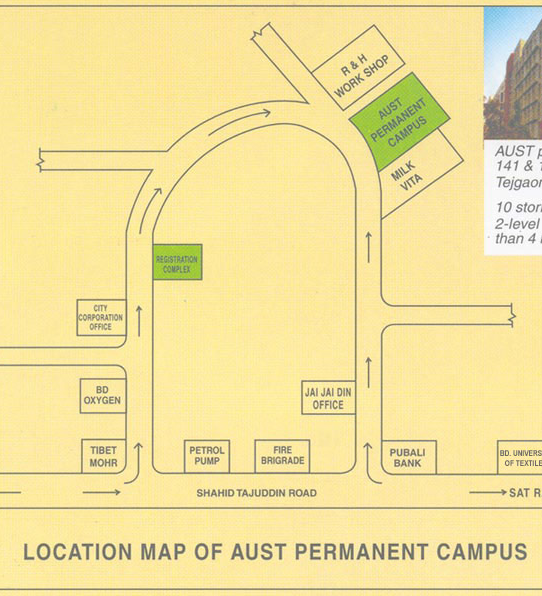 R & H
WORK SHOP
AUST
PERMANENT
CAMPUS
MILK
VITA
AUST p
141 & 1
Tejgaon
10 stori
2-level
than 4 l
REGISTRATION
COMPLEX
CITY
CORPORATION
OFFICE
BD
OXYGEN
JAI JAI DIN
OFFICE
TIBET
MOHR
PETROL
PUMP
FIRE
BRIGRADE
PUBALI
BANK
BD. UNIVERS
OF TEXTILE
SHAHID TAJUDDIN ROAD
SAT R
LOCATION MAP OF AUST PERMANENT CAMPUS